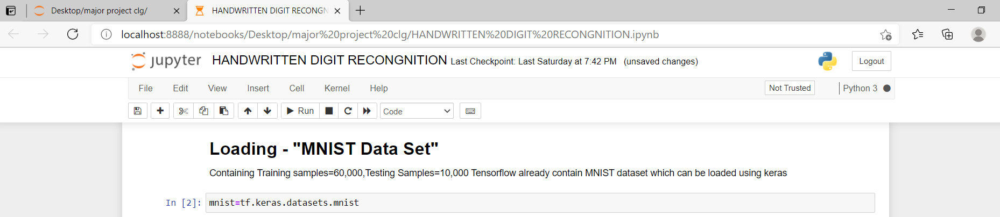 Desktop/major project clg/
HANDWRITTEN DIGIT RECONGN
localhost:8888/notebooks/Desktop/major%20project%20clg/HANDWRITTEN%20DIGIT%20RECONGNITION.ipynb
jupyter HANDWRITTEN DIGIT RECONGNITION Last Checkpoint: Last Saturday at 7:42 PM (unsaved changes) Logout
File Edit View Insert Cell Kernel Help Not Trusted Python 3
Run Code
Loading - "MNIST Data Set"
Containing Training samples=60,000,Testing Samples=10,000 Tensorflow already contain MNIST dataset which can be loaded using keras
In [2]: mnist=tf.keras.datasets.mnist